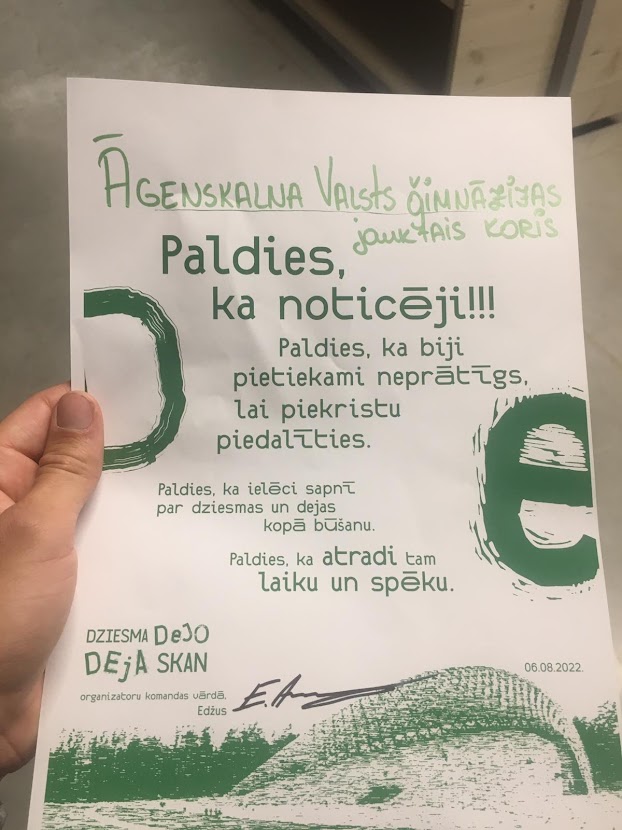 Āgenskalna Valsts ģimnāzijas
jauktais koris
Paldies,
ka noticēji!!!
Paldies, ka biji
pietiekami neprātīgs,
lai piekristu
piedalīties.
Paldies, ka ielēci sapnī
par dziesmas un dejas
kopā būšanu.
Paldies, ka atradi tam
laiku un spēku.
DZIESMA DeJO
DEjA SKAN
organizatoru komandas vārdā,
Edžus
06.08.2022.
D
e